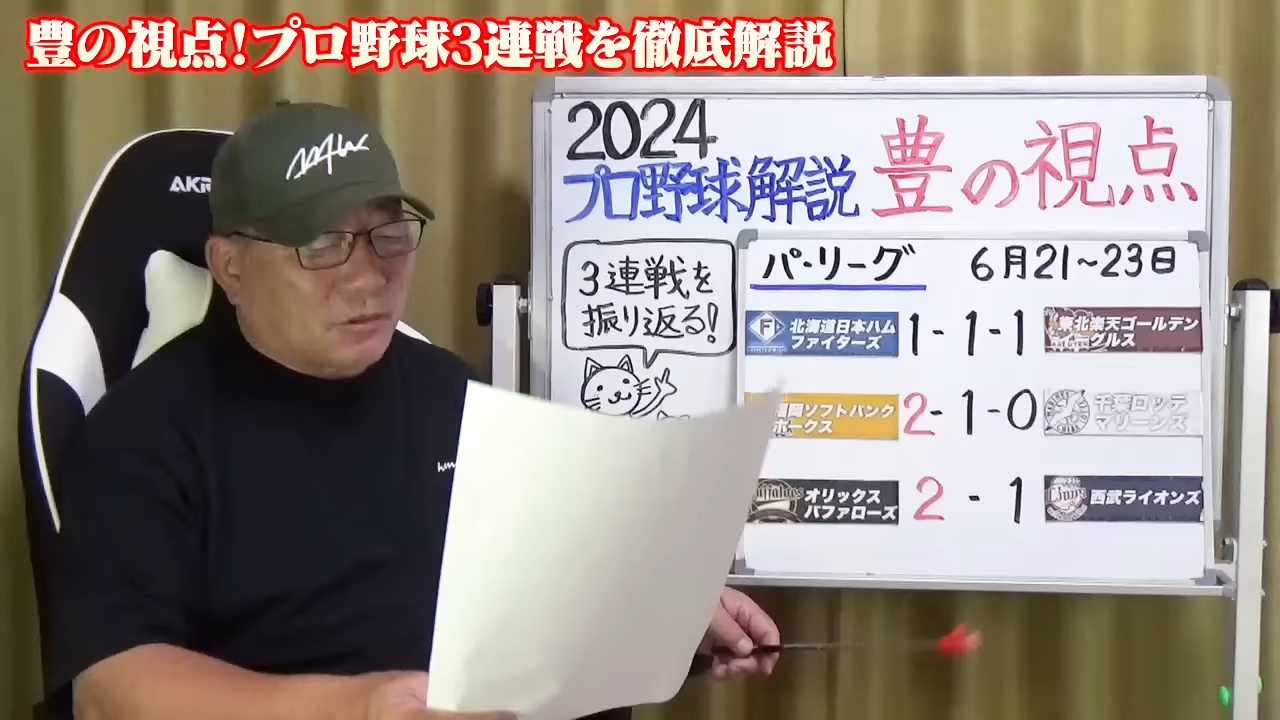 豊の視点!プロ野球3連戦を徹底解説
2024
プロ野球解説 豊の視点
3連戦を
振り返る!
パ・リーグ 6月21~23日
北海道日本ハム
ファイターズ
1-1-1
東北楽天ゴールデン
グルス
福岡ソフトバンク
ホークス
2-1-0
千葉ロッテ
マリーンズ
オリックス
バファローズ
2-1
西武ライオンズ